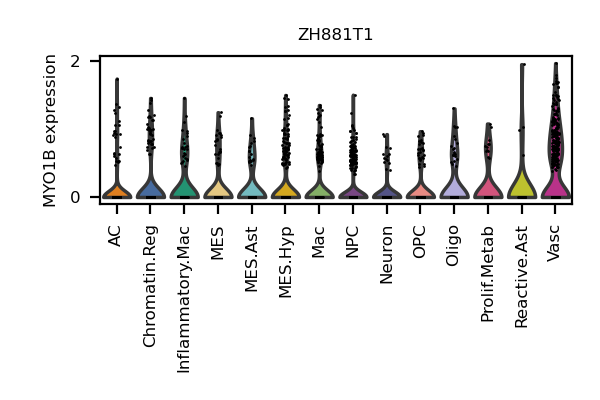 ZH881T1
MYO1B expression
2
0
AC
Chromatin.Reg
Inflammatory.Mac
MES
MES.Ast
MES.Hyp
Mac
NPC
Neuron
OPC
Oligo
Prolif.Metab
Reactive.Ast
Vasc